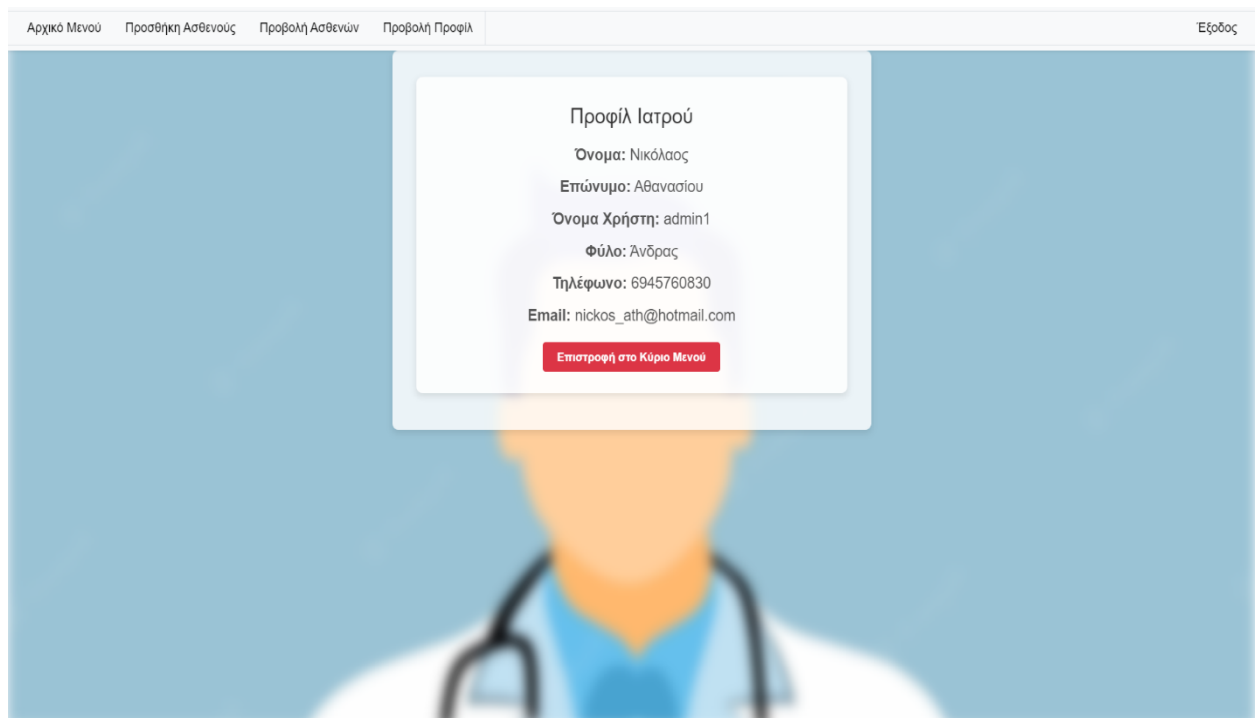 Αρχικό Μενού Προσθήκη Ασθενούς Προβολή Ασθενών Προβολή Προφίλ Έξοδος
Προφίλ Ιατρού
Όνομα: Νικόλαος
Επώνυμο: Αθανασίου
Όνομα Χρήστη: admin1
Φύλο: Άνδρας
Τηλέφωνο: 6945760830
Email: nickos_ath@hotmail.com
Επιστροφή στο Κύριο Μενού